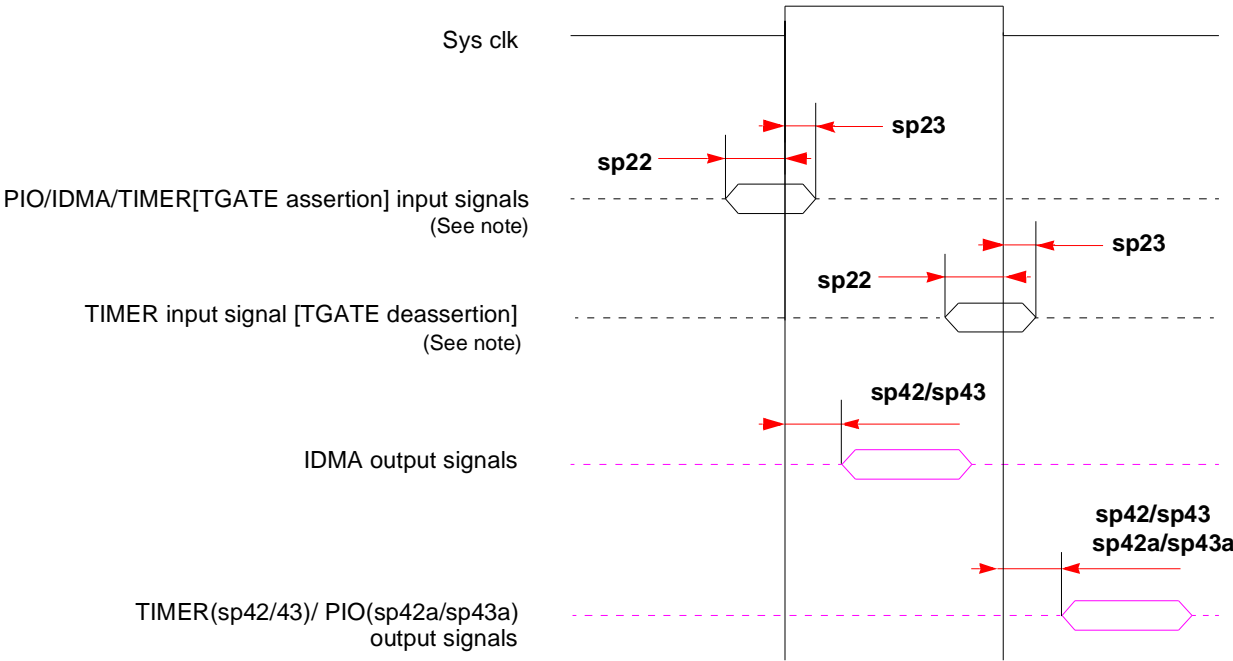 Sys clk
sp23
sp22
PIO/IDMA/TIMER[TGATE assertion] input signals
(See note)
sp23
sp22
TIMER input signal [TGATE deassertion]
(See note)
sp42/sp43
IDMA output signals
sp42/sp43
sp42a/sp43a
TIMER(sp42/43)/ PIO(sp42a/sp43a)
output signals